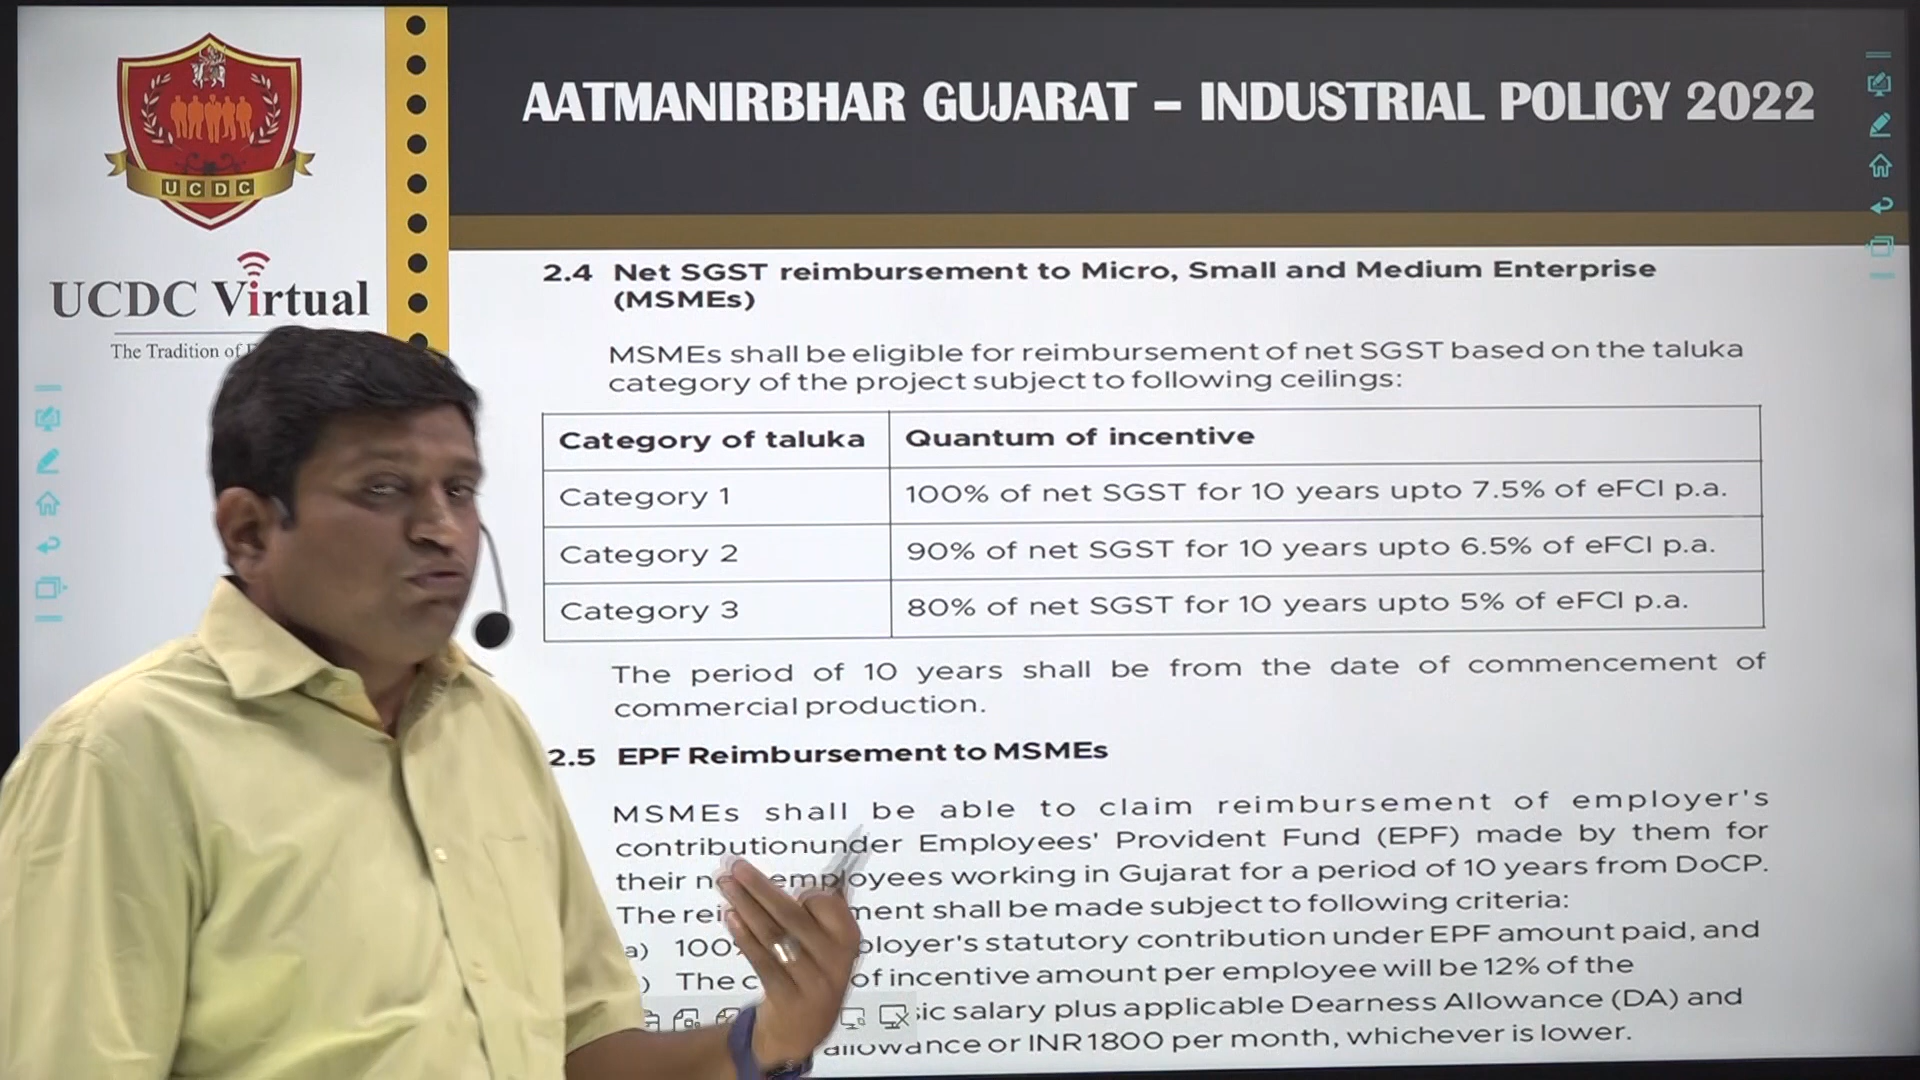 UCDC
UCDC Virtual
The Tradition of
AATMANIRBHAR GUJARAT – INDUSTRIAL POLICY 2022
2.4 Net SGST reimbursement to Micro, Small and Medium Enterprise
(MSMEs)
MSMEs shall be eligible for reimbursement of net SGST based on the taluka
category of the project subject to following ceilings:
Category of taluka Quantum of incentive
Category 1 100% of net SGST for 10 years upto 7.5% of eFCI p.a.
Category 2 90% of net SGST for 10 years upto 6.5% of eFCI p.a.
Category 3 80% of net SGST for 10 years upto 5% of eFCI p.a.
The period of 10 years shall be from the date of commencement of
commercial production.
2.5 EPF Reimbursement to MSMEs
MSMEs shall be able to claim reimbursement of employer's
contributionunder Employees' Provident Fund (EPF) made by them for
their employees working in Gujarat for a period of 10 years from DoCP.
The shall be made subject to following criteria:
a) 100% statutory contribution under EPF amount paid, and
) The of incentive amount per employee will be 12% of the
salary plus applicable Dearness Allowance (DA) and
allowance or INR 1800 per month, whichever is lower.